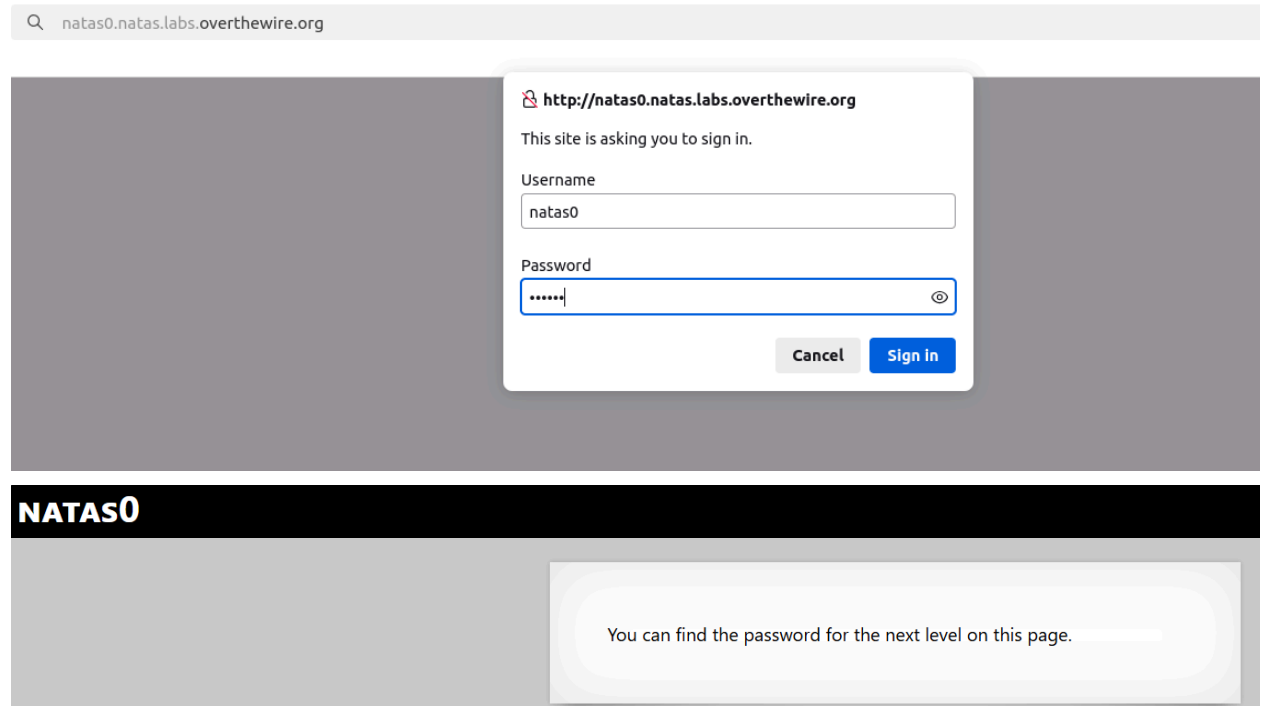 natas0.natas.labs.overthewire.org
http://natas0.natas.labs.overthewire.org
This site is asking you to sign in.
Username
natas0
Password
••••••
Cancel Sign in
NATAS0
You can find the password for the next level on this page.